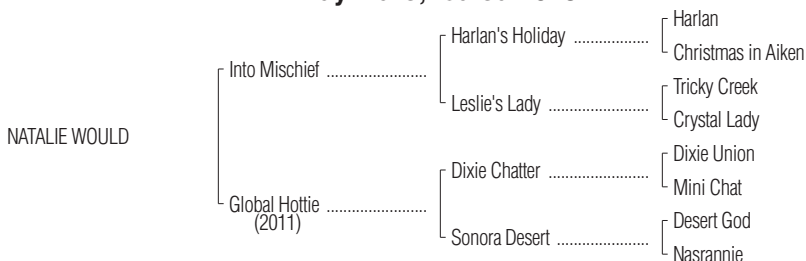 Harlan
Harlan's Holiday ......................
Christmas in Aiken
Into Mischief .....................
Tricky Creek
Leslie's Lady .....................
Crystal Lady
NATALIE WOULD
Dixie Union
Dixie Chatter .....................
Mini Chat
Global Hottie .....................
(2011)
Desert God
Sonora Desert ...................
Nasrannie